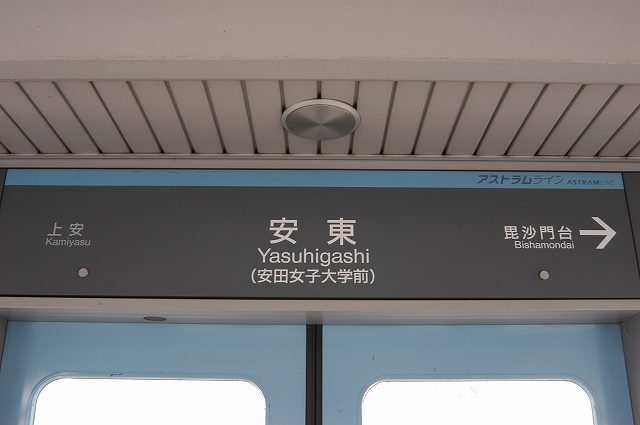 アストラムライン ASTRAMLINE
上安
Kamiyasu
安東
Yasuhigashi
(安田女子大学前)
毘沙門台
Bishamondai